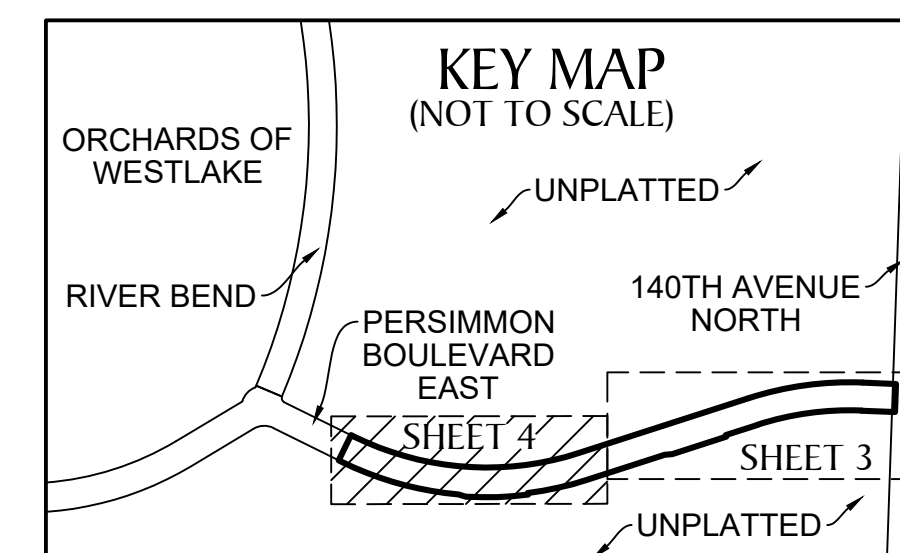 KEY MAP
(NOT TO SCALE)
ORCHARDS OF
WESTLAKE
UNPLATTED
RIVER BEND
140TH AVENUE
NORTH
PERSIMMON
BOULEVARD
EAST
SHEET 4
SHEET 3
UNPLATTED